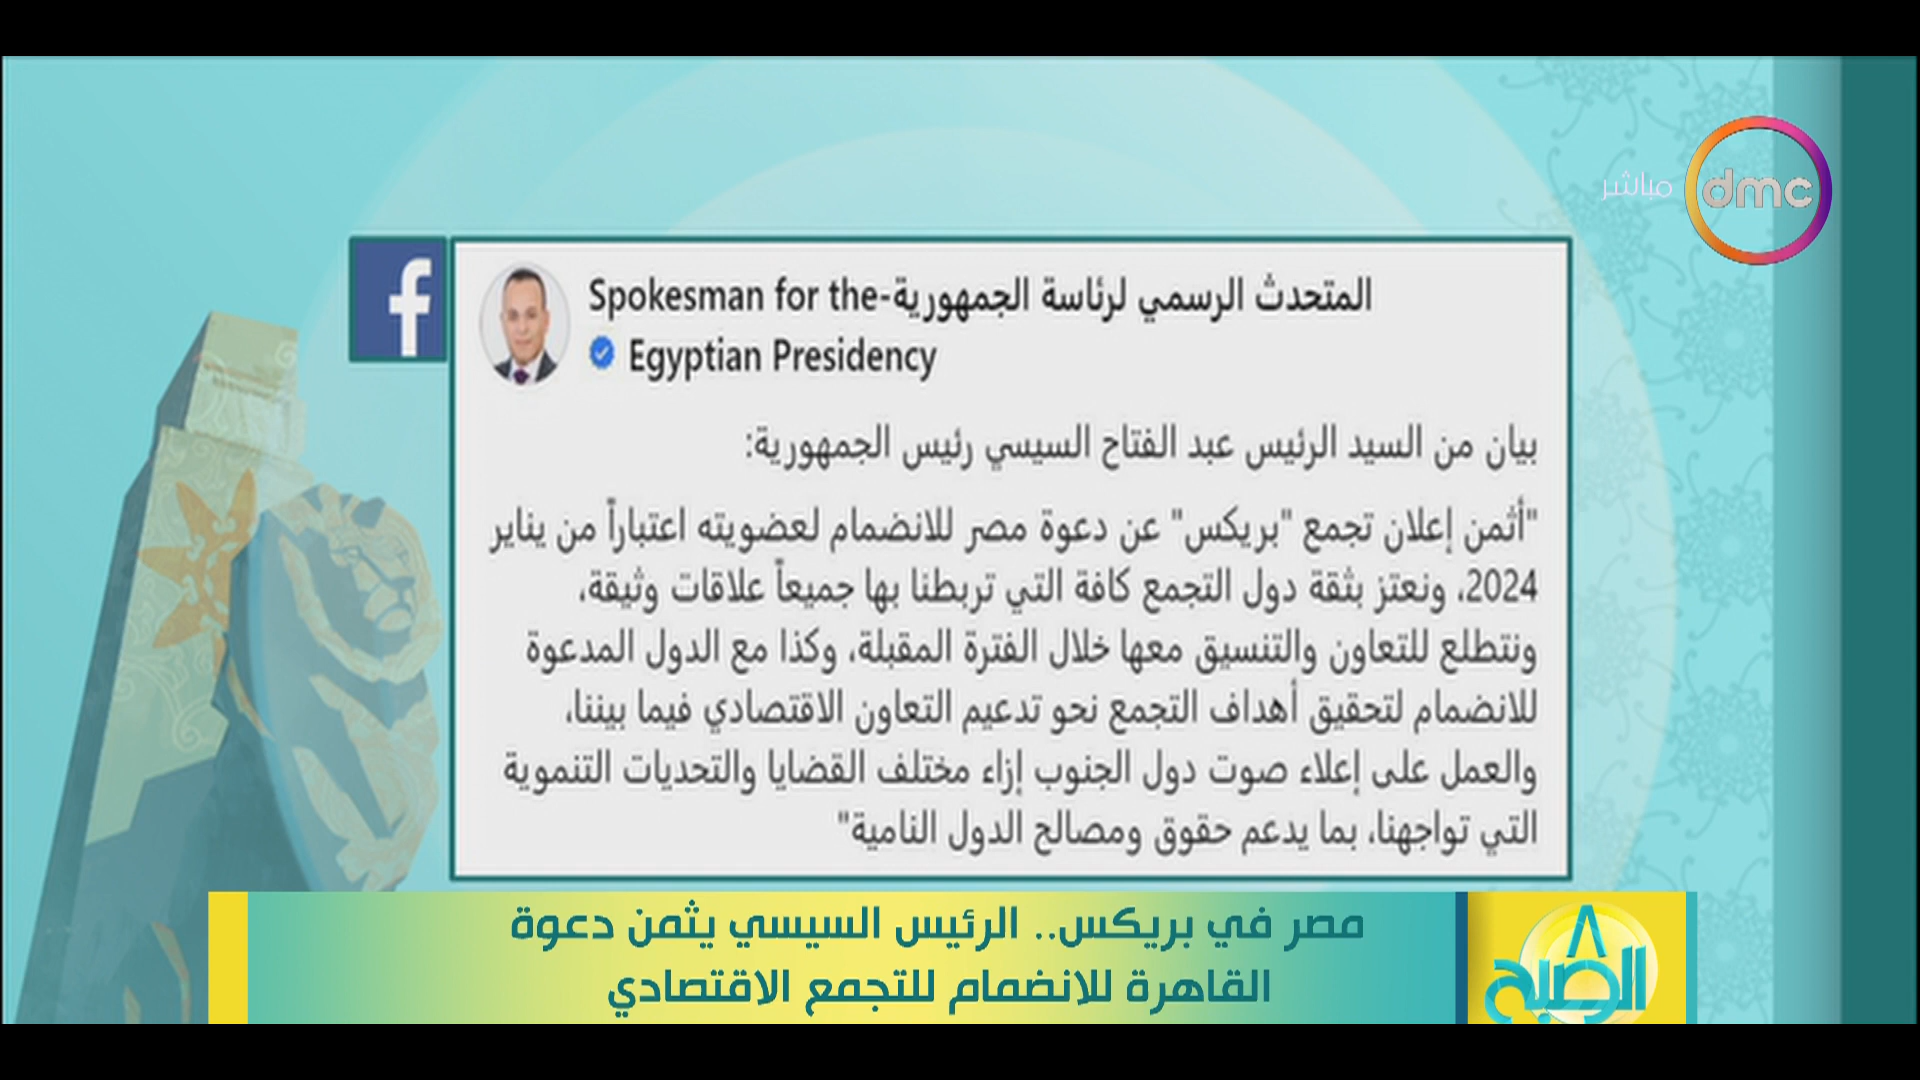 dmc
مباشر
المتحدث الرسمي لرئاسة الجمهورية-Spokesman for the
Egyptian Presidency
بيان من السيد الرئيس عبد الفتاح السيسي رئيس الجمهورية:
"أثمن إعلان تجمع "بريكس" عن دعوة مصر للانضمام لعضويته اعتباراً من يناير
2024، ونعتز بثقة دول التجمع كافة التي تربطنا بها جميعاً علاقات وثيقة،
ونتطلع للتعاون والتنسيق معها خلال الفترة المقبلة، وكذا مع الدول المدعوة
للانضمام لتحقيق أهداف التجمع نحو تدعيم التعاون الاقتصادي فيما بيننا،
والعمل على إعلاء صوت دول الجنوب إزاء مختلف القضايا والتحديات التنموية
التي تواجهنا، بما يدعم حقوق ومصالح الدول النامية"
مصر في بريكس.. الرئيس السيسي يثمن دعوة
القاهرة للانضمام للتجمع الاقتصادي
٨
الصبح